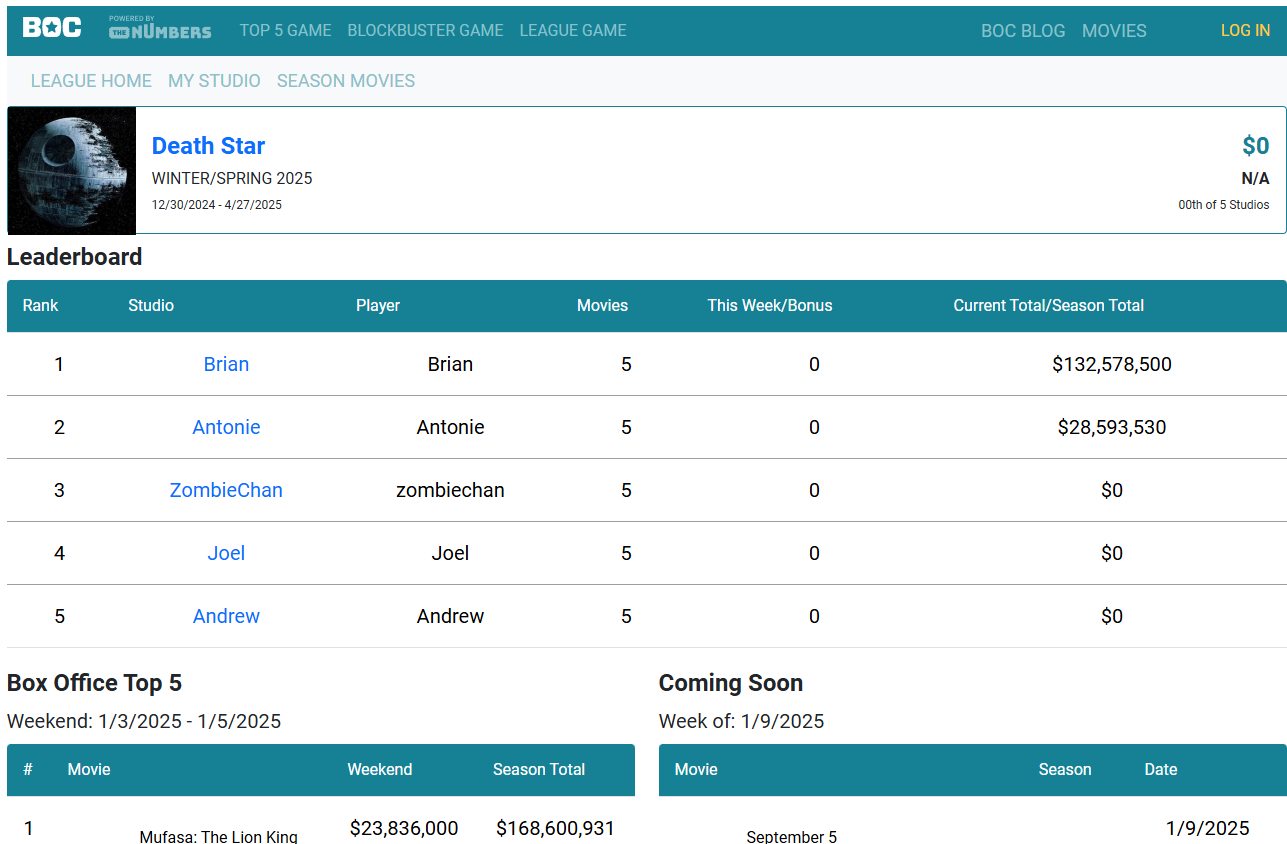 BOC POWERED BY THE NUMBERS TOP 5 GAME BLOCKBUSTER GAME LEAGUE GAME BOC BLOG MOVIES LOG IN
LEAGUE HOME MY STUDIO SEASON MOVIES
Death Star $0
WINTER/SPRING 2025 N/A
12/30/2024 - 4/27/2025 00th of 5 Studios
Leaderboard
Rank Studio Player Movies This Week/Bonus Current Total/Season Total
1 Brian Brian 5 0 $132,578,500
2 Antonie Antonie 5 0 $28,593,530
3 ZombieChan zombiechan 5 0 $0
4 Joel Joel 5 0 $0
5 Andrew Andrew 5 0 $0
Box Office Top 5 Coming Soon
Weekend: 1/3/2025 - 1/5/2025 Week of: 1/9/2025
# Movie Weekend Season Total Movie Season Date
1 Mufasa: The Lion King $23,836,000 $168,600,931 September 5 1/9/2025